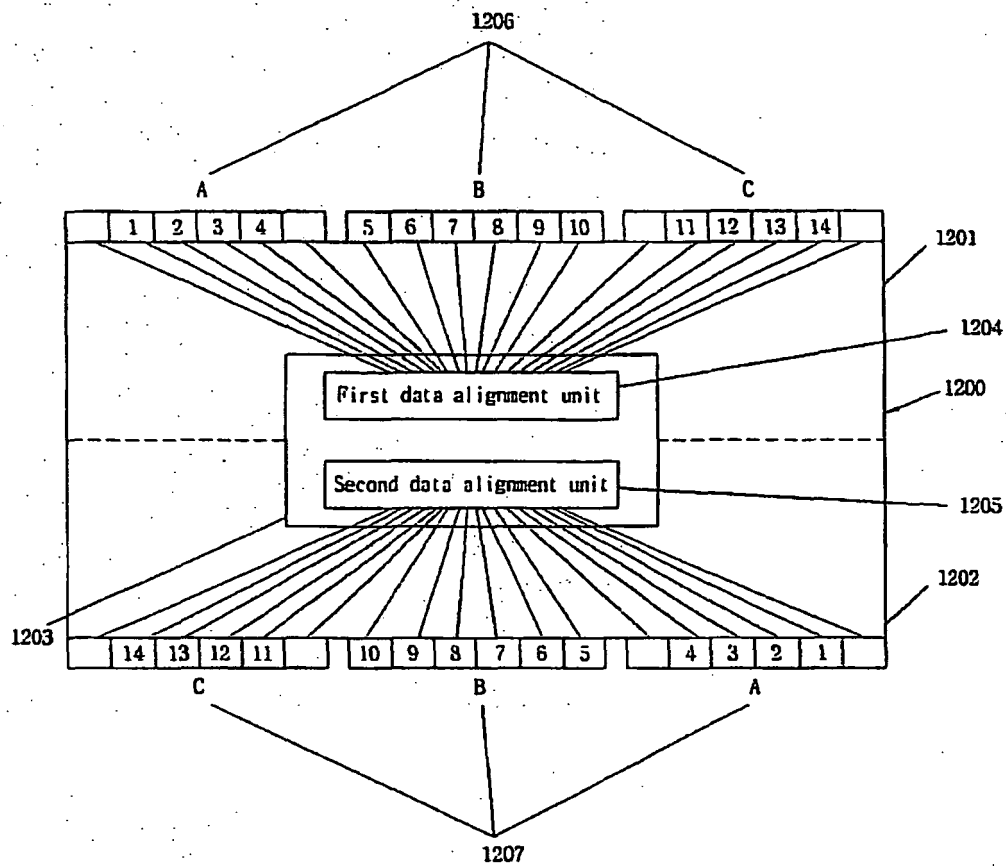 1206
A B C
1 2 3 4 5 6 7 8 9 10 11 12 13 14
1201
1204
First data alignment unit
1200
Second data alignment unit
1205
1202
1203
14 13 12 11 10 9 8 7 6 5 4 3 2 1
C B A
1207